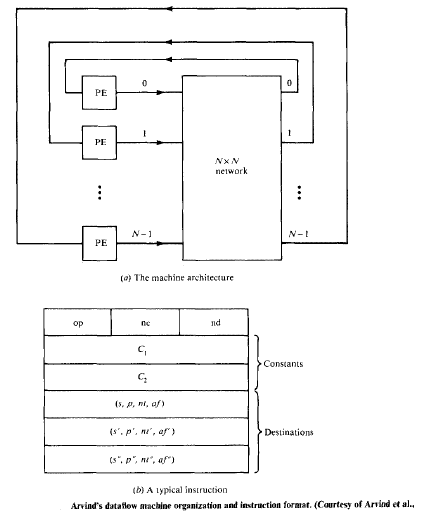 PE 0 0
PE 1 1
N × N
network
PE N – 1 N – 1
(a) The machine architecture
op nc nd
C1
C2
Constants
(s, p, nt, af)
(s′, p′, nt′, af′)
Destinations
(s″, p″, nt″, af″)
(b) A typical instruction
Arvind's dataflow machine organization and instruction format. (Courtesy of Arvind et al.,